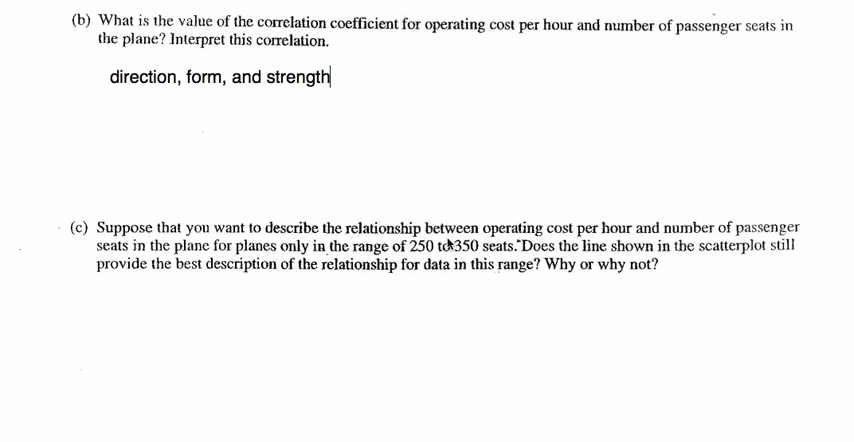 (b) What is the value of the correlation coefficient for operating cost per hour and number of passenger seats in
the plane? Interpret this correlation.
direction, form, and strength
(c) Suppose that you want to describe the relationship between operating cost per hour and number of passenger
seats in the plane for planes only in the range of 250 to 350 seats. Does the line shown in the scatterplot still
provide the best description of the relationship for data in this range? Why or why not?